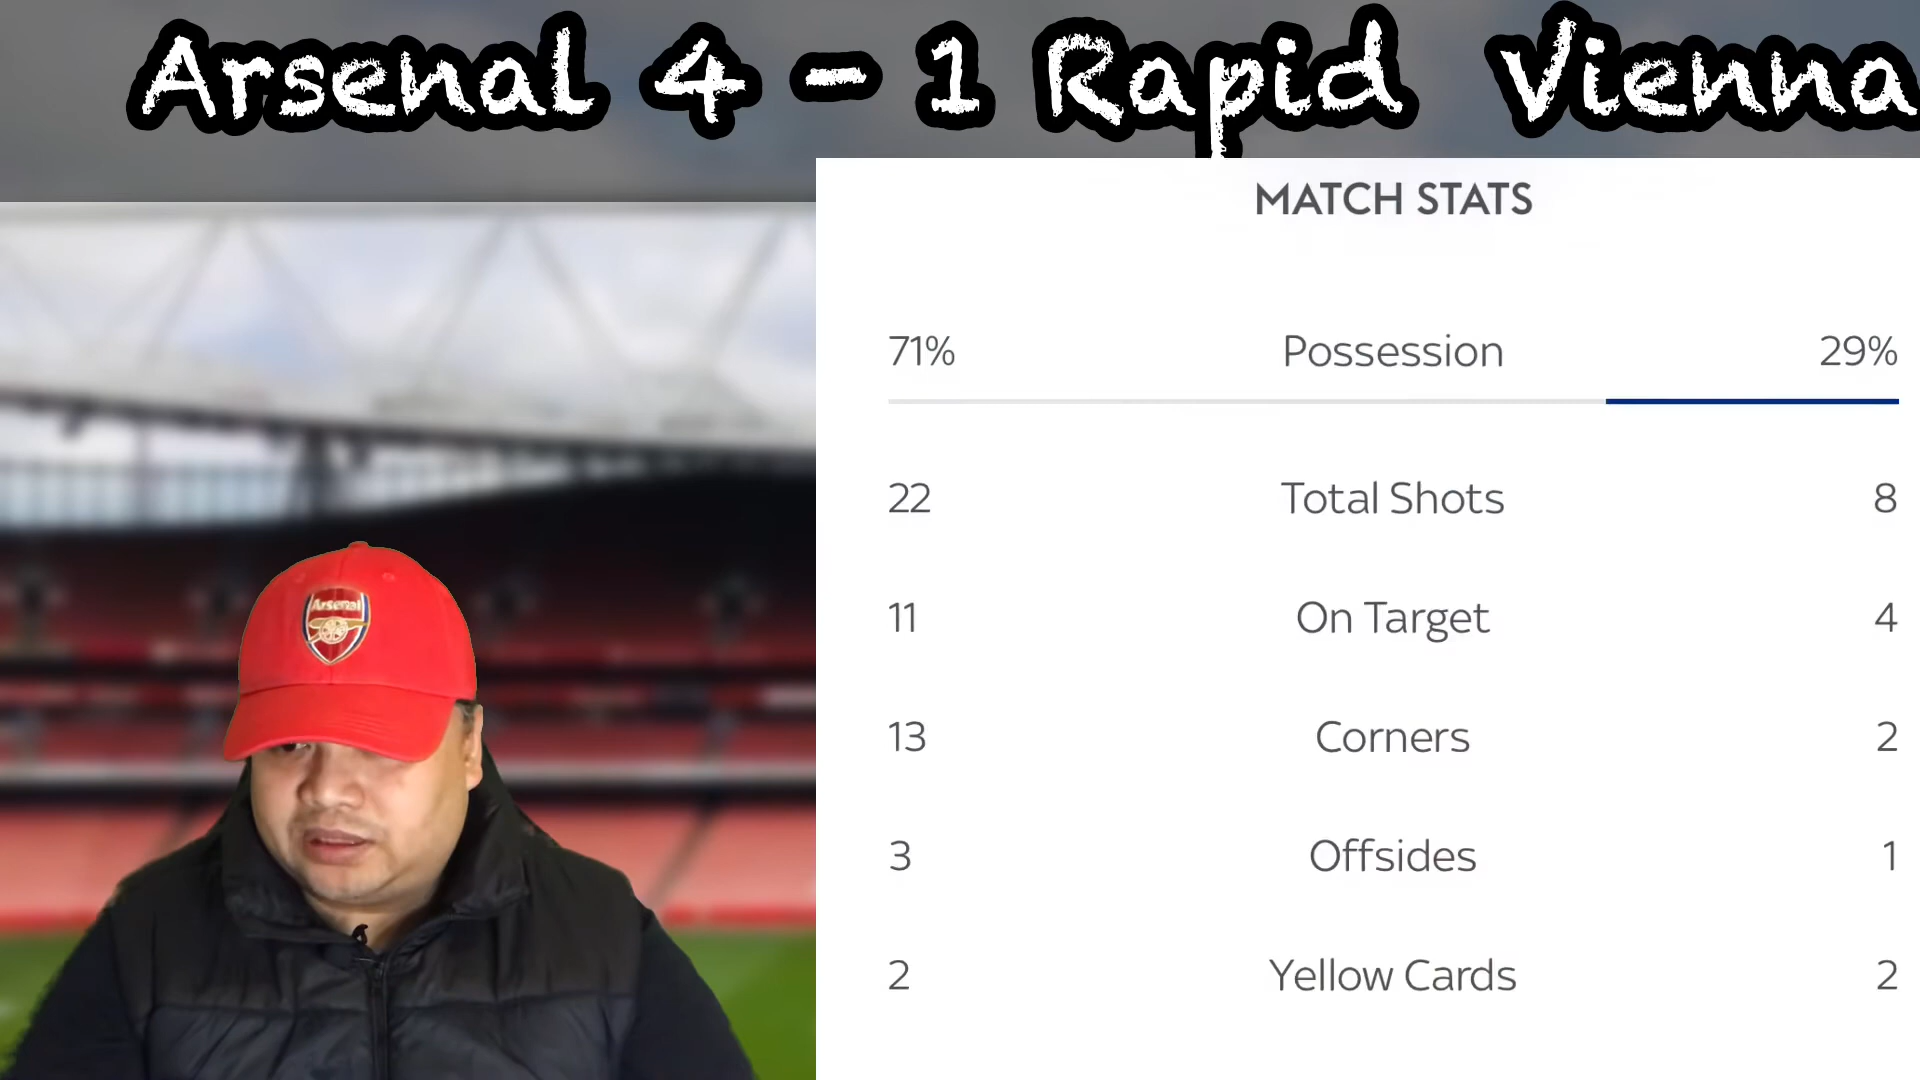 Arsenal 4 - 1 Rapid Vienna
MATCH STATS
71% Possession 29%
22 Total Shots 8
11 On Target 4
13 Corners 2
3 Offsides 1
2 Yellow Cards 2
Arsenal